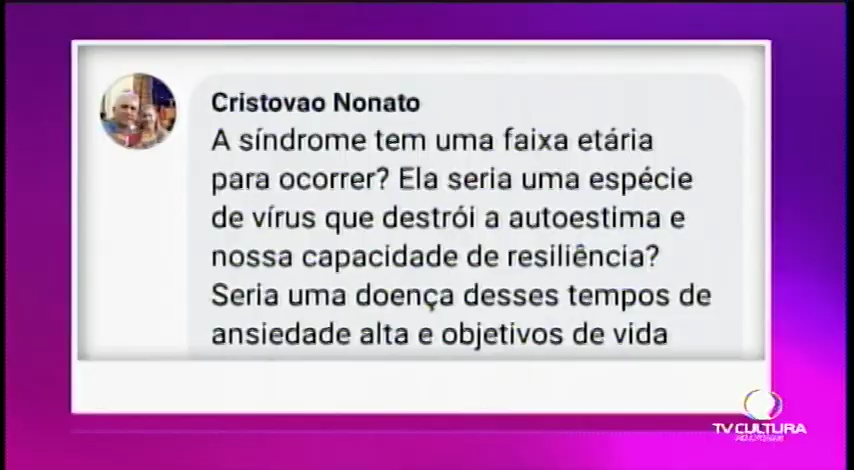 Cristovao Nonato
A síndrome tem uma faixa etária
para ocorrer? Ela seria uma espécie
de vírus que destrói a autoestima e
nossa capacidade de resiliência?
Seria uma doença desses tempos de
ansiedade alta e objetivos de vida
TV CULTURA